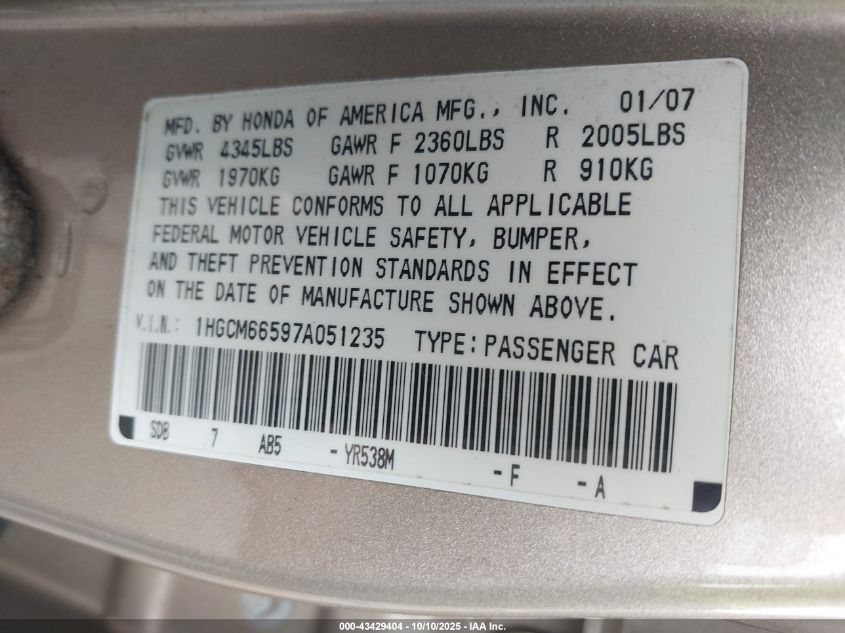 MFD. BY HONDA OF AMERICA MFG., INC. 01/07
GVWR 4345LBS GAWR F 2360LBS R 2005LBS
GVWR 1970KG GAWR F 1070KG R 910KG
THIS VEHICLE CONFORMS TO ALL APPLICABLE
FEDERAL MOTOR VEHICLE SAFETY, BUMPER,
AND THEFT PREVENTION STANDARDS IN EFFECT
ON THE DATE OF MANUFACTURE SHOWN ABOVE.
V.I.N.: 1HGCM66597A051235 TYPE:PASSENGER CAR
SDB 7 AB5 -YR538M -F -A
000-43429404 - 10/10/2025 - IAA Inc.